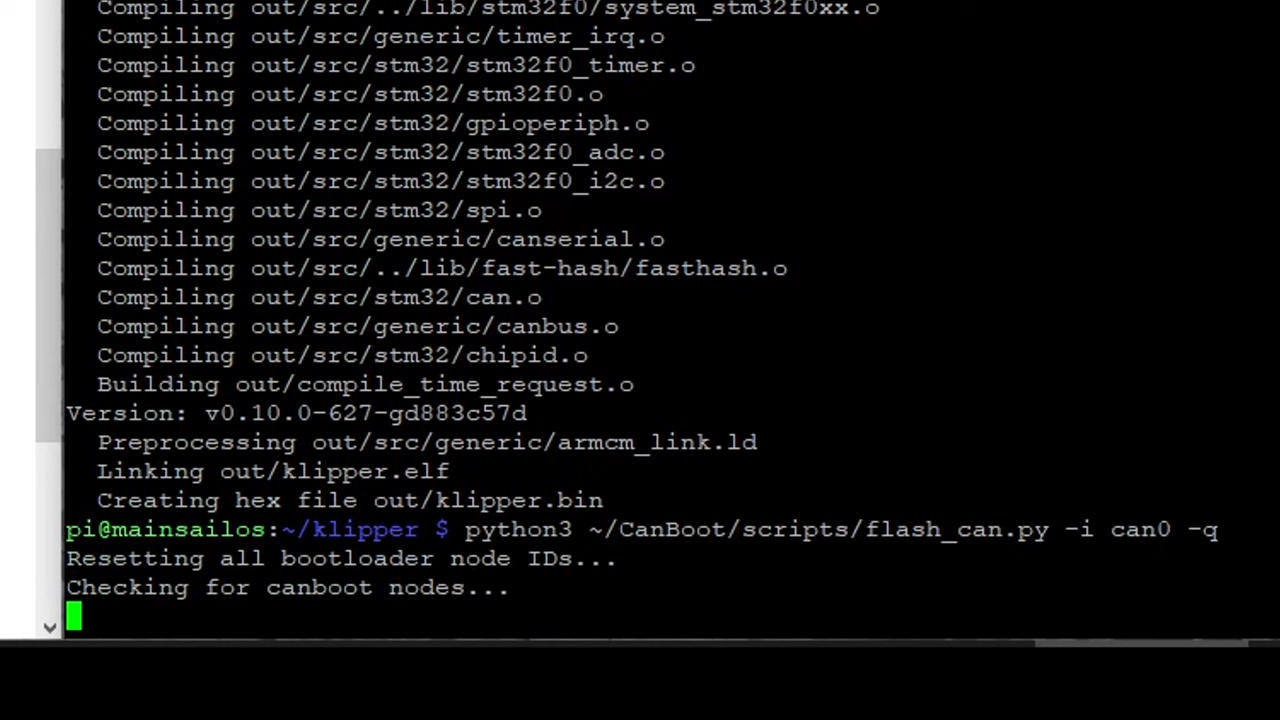 Compiling out/src/../lib/stm32f0/system_stm32f0xx.o
Compiling out/src/generic/timer_irq.o
Compiling out/src/stm32/stm32f0_timer.o
Compiling out/src/stm32/stm32f0.o
Compiling out/src/stm32/gpioperiph.o
Compiling out/src/stm32/stm32f0_adc.o
Compiling out/src/stm32/stm32f0_i2c.o
Compiling out/src/stm32/spi.o
Compiling out/src/generic/canserial.o
Compiling out/src/../lib/fast-hash/fasthash.o
Compiling out/src/stm32/can.o
Compiling out/src/generic/canbus.o
Compiling out/src/stm32/chipid.o
Building out/compile_time_request.o
Version: v0.10.0-627-gd883c57d
Preprocessing out/src/generic/armcm_link.ld
Linking out/klipper.elf
Creating hex file out/klipper.bin
pi@mainsailos:~/klipper $ python3 ~/CanBoot/scripts/flash_can.py -i can0 -q
Resetting all bootloader node IDs...
Checking for canboot nodes...